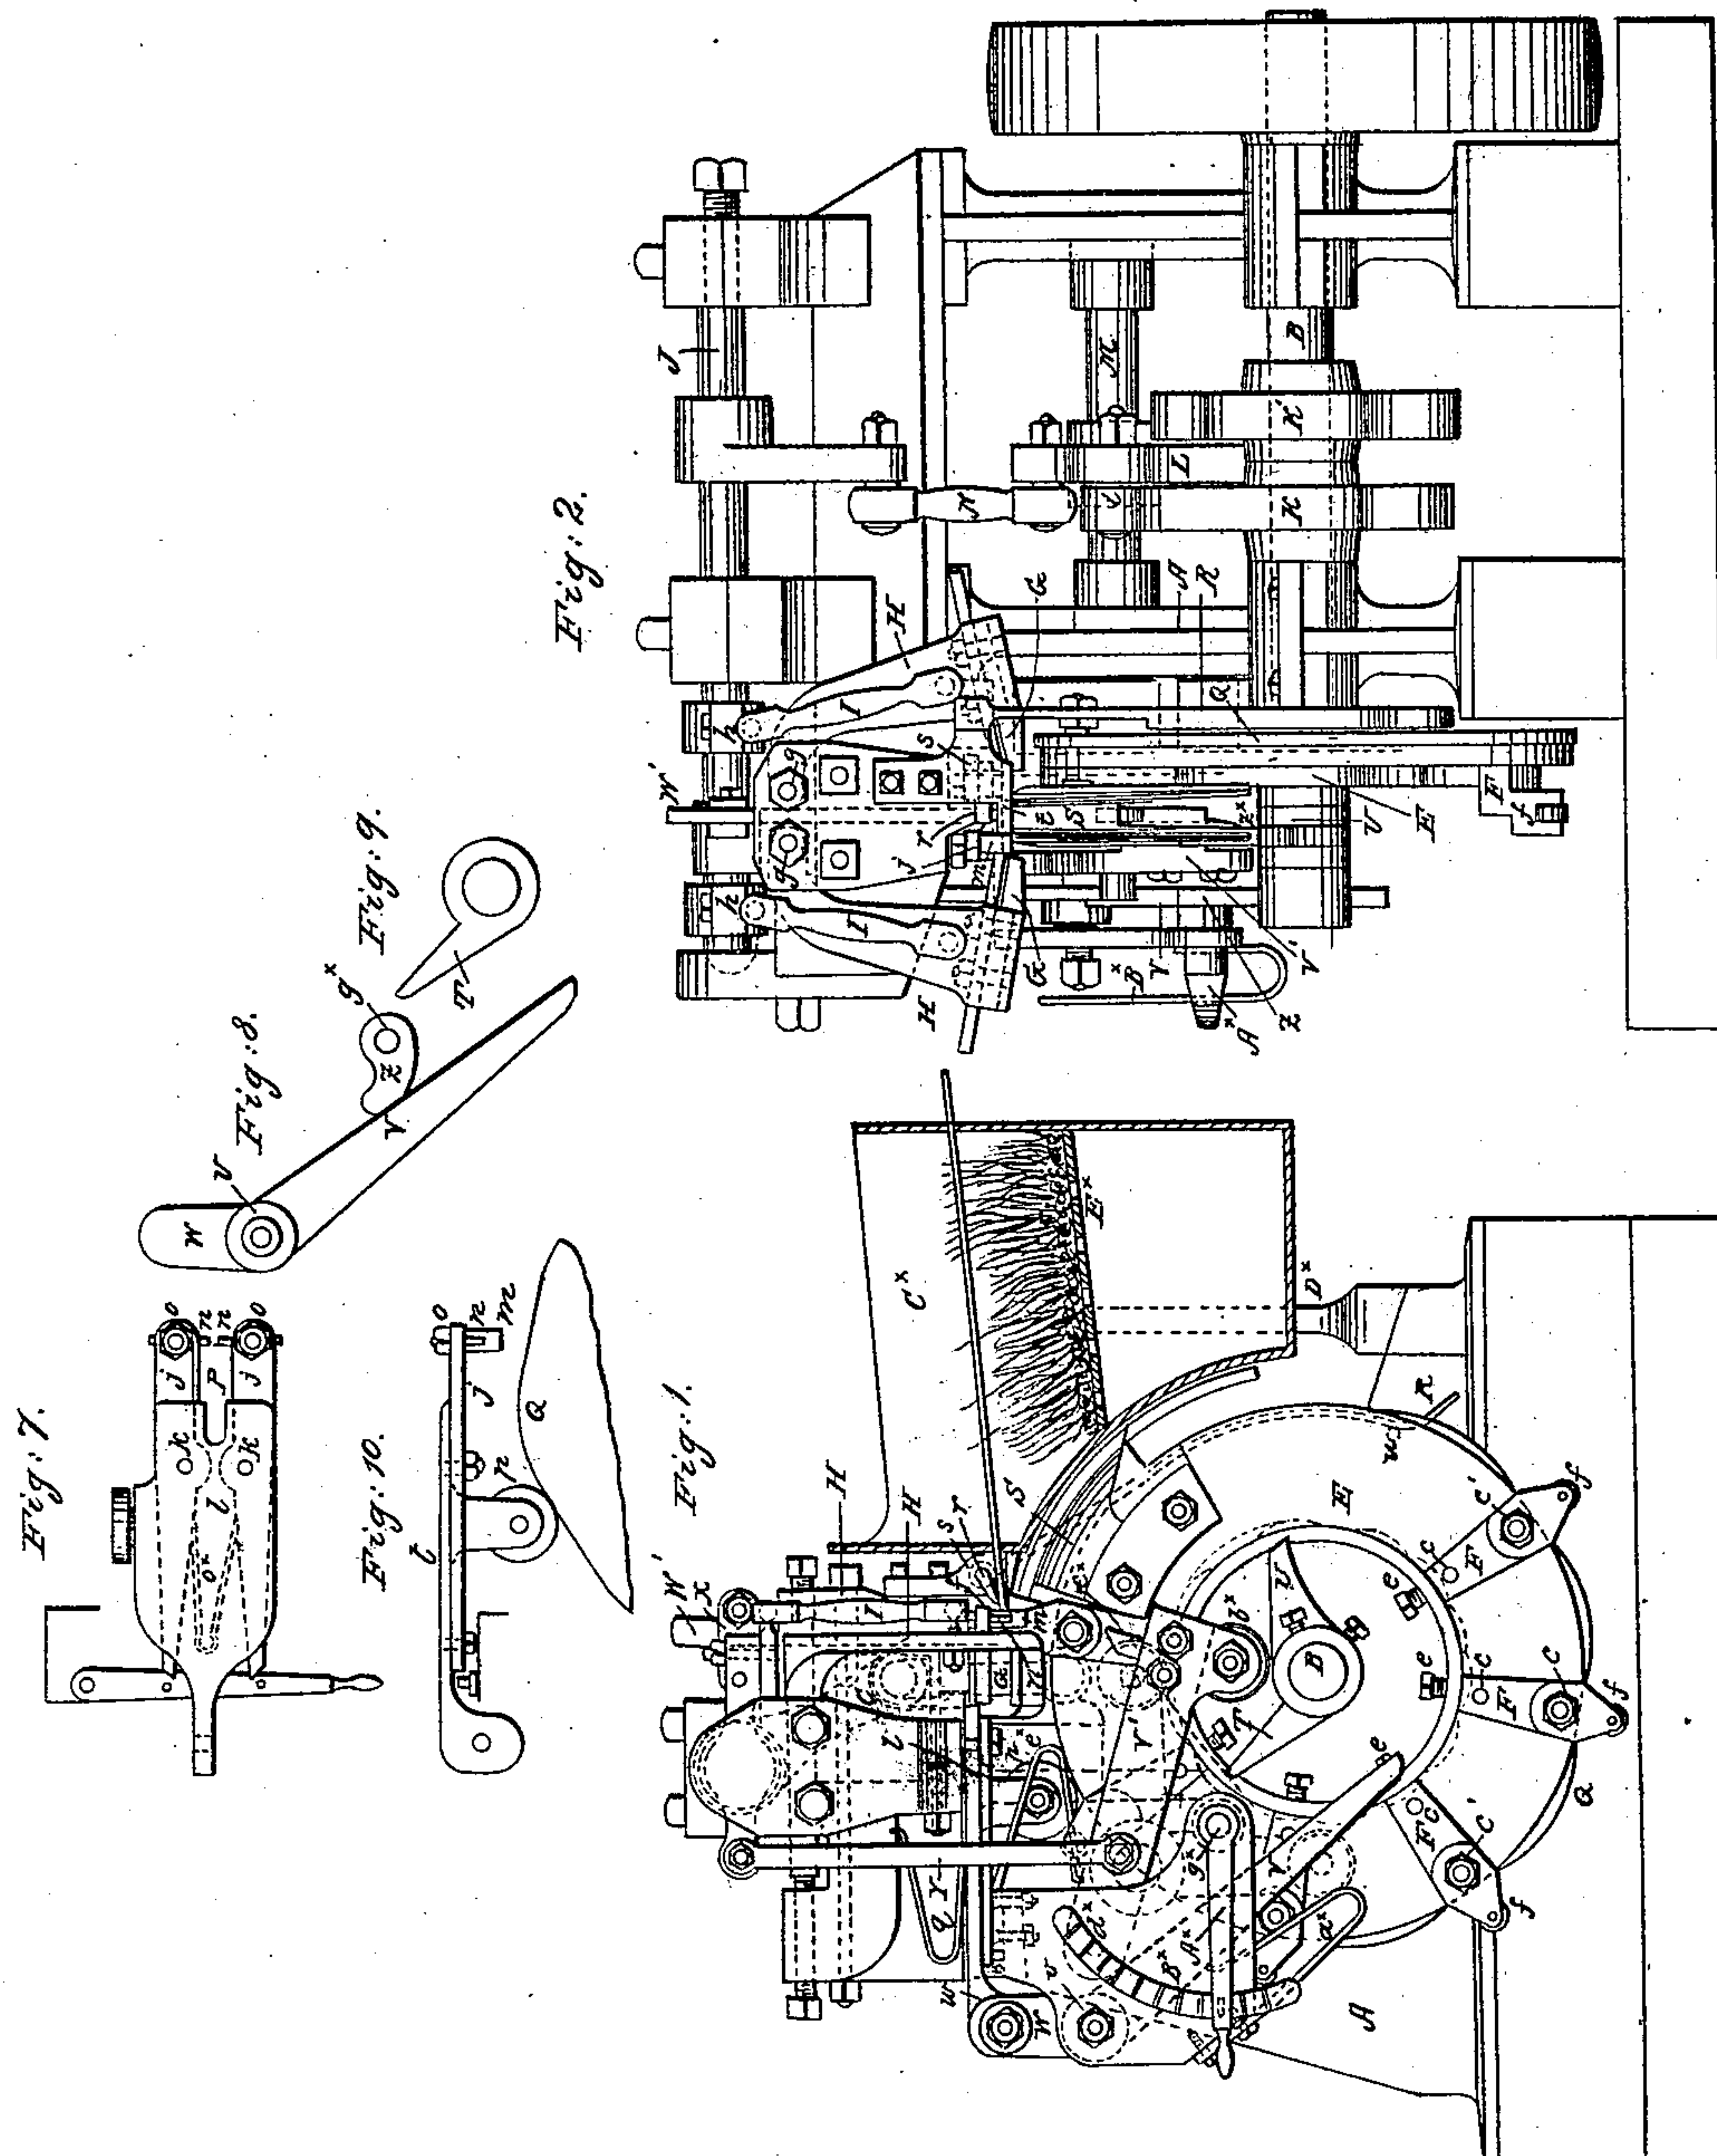 Fig: 7.
j
o
k
P
n
n
l
o×
k
j
o
Fig: 10.
o
n
m
j
p
l
Q
Fig: 8.
W
v
V
Z
g×
Fig: 9.
T
Fig: 2.
J
W'
h
h
g
g
I
I
H
H
G
G
s
r
j
m
z
S
N
M
L
K
K'
B
A
R
Q
E
F
f
U
V'
z×
Y
B×
A×
Z
Fig: 1.
W'
x
H
H
I
s
r
S
C×
E×
D×
m
n
G
l
q
Y
w
W
v
V'
T
U
B
b×
E
e
e
e
e
c
c
c
c'
c
c'
F
F
F
f
f
f
Q
R
u
d×
B×
A×
g×
a×
A